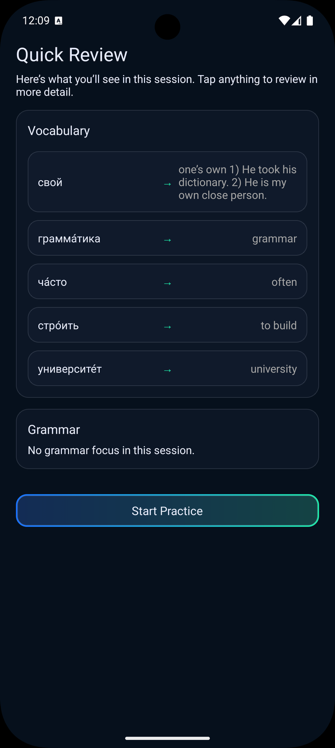 12:09 A
Quick Review
Here's what you'll see in this session. Tap anything to review in
more detail.
Vocabulary
свой → one's own 1) He took his
dictionary. 2) He is my
own close person.
грамма́тика → grammar
ча́сто → often
стро́ить → to build
университе́т → university
Grammar
No grammar focus in this session.
Start Practice